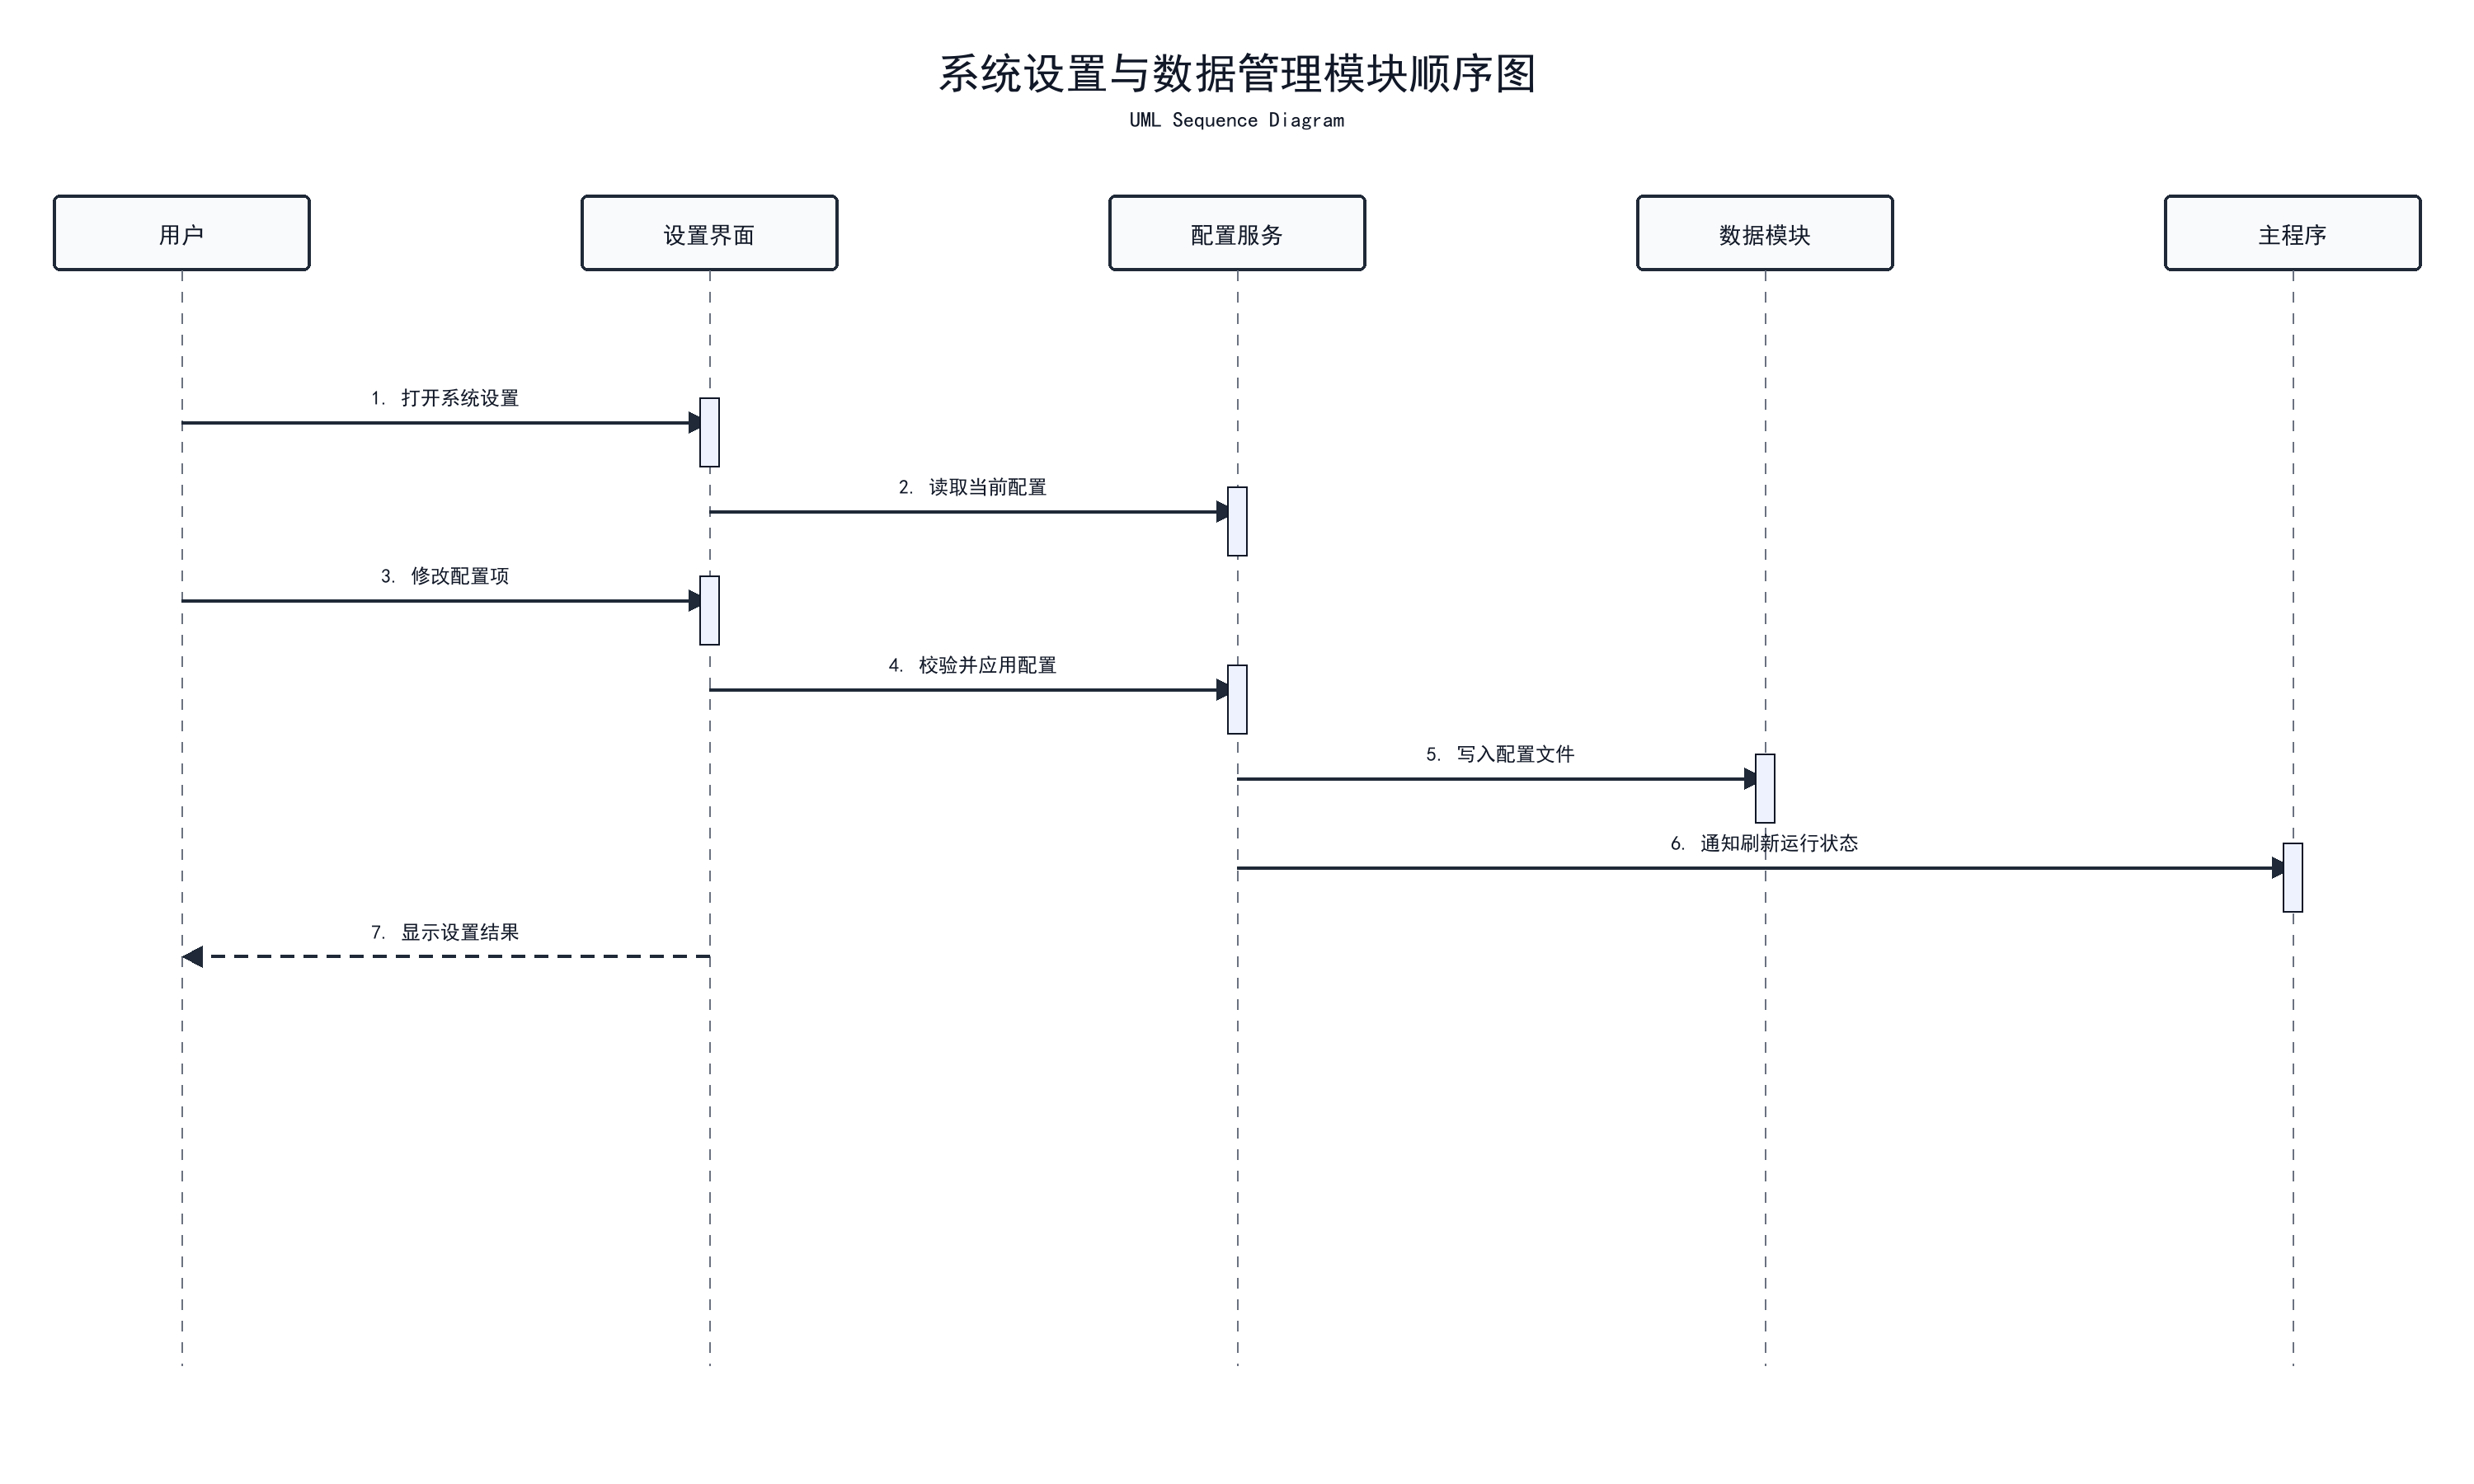 系统设置与数据管理模块顺序图
UML Sequence Diagram
用户
设置界面
配置服务
数据模块
主程序
1. 打开系统设置
2. 读取当前配置
3. 修改配置项
4. 校验并应用配置
5. 写入配置文件
6. 通知刷新运行状态
7. 显示设置结果